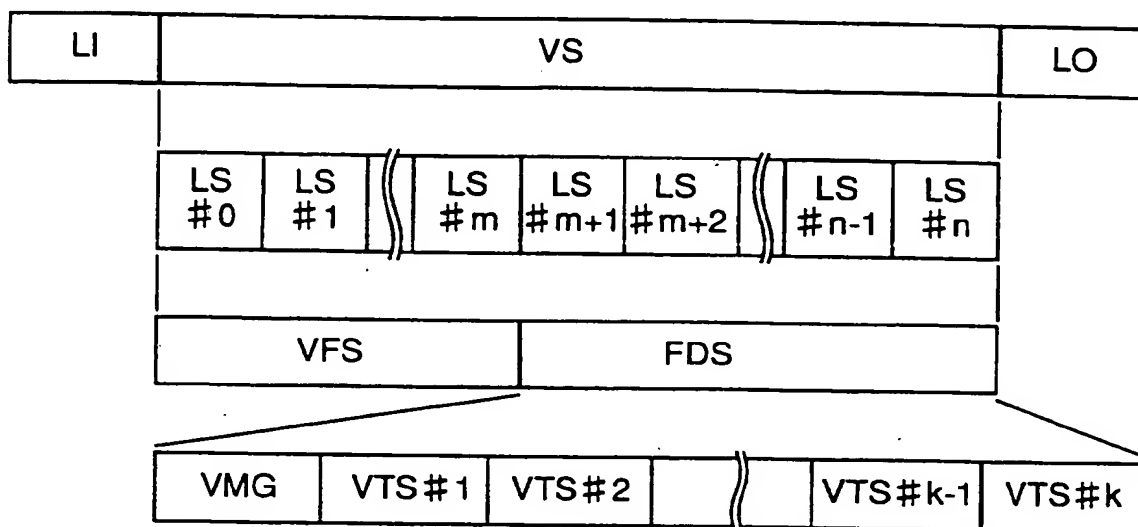 LI VS LO
LS #0 LS #1 LS #m LS #m+1 LS #m+2 LS #n-1 LS #n
VFS FDS
VMG VTS#1 VTS#2 VTS#k-1 VTS#k